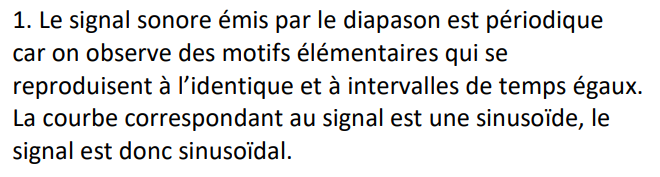 1. Le signal sonore émis par le diapason est périodique
car on observe des motifs élémentaires qui se
reproduisent à l’identique et à intervalles de temps égaux.
La courbe correspondant au signal est une sinusoïde, le
signal est donc sinusoïdal.